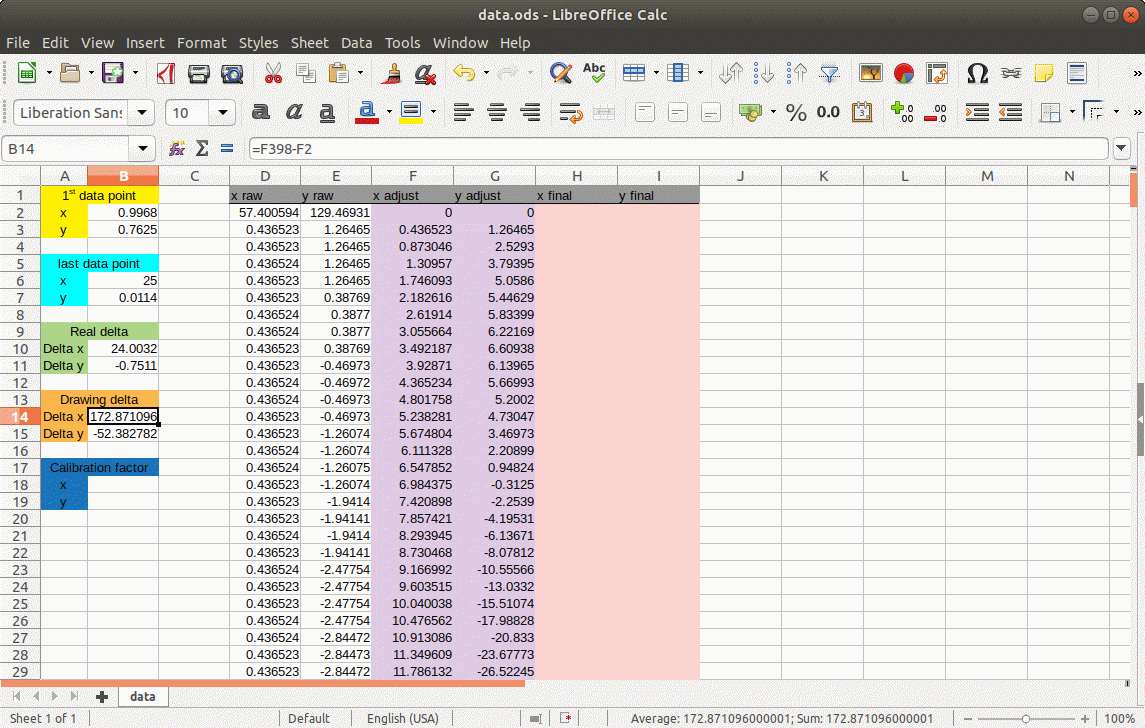 data.ods - LibreOffice Calc
File Edit View Insert Format Styles Sheet Data Tools Window Help
Abc
Liberation Sans 10 a a a a % 0.0
B14 =F398-F2
A B C D E F G H I J K L M N
1 1st data point x raw y raw x adjust y adjust x final y final
2 x 0.9968 57.400594 129.46931 0 0
3 y 0.7625 0.436523 1.26465 0.436523 1.26465
4 0.436523 1.26465 0.873046 2.5293
5 last data point 0.436524 1.26465 1.30957 3.79395
6 x 25 0.436523 1.26465 1.746093 5.0586
7 y 0.0114 0.436523 0.38769 2.182616 5.44629
8 0.436524 0.3877 2.61914 5.83399
9 Real delta 0.436524 0.3877 3.055664 6.22169
10 Delta x 24.0032 0.436523 0.38769 3.492187 6.60938
11 Delta y -0.7511 0.436523 -0.46973 3.92871 6.13965
12 0.436524 -0.46972 4.365234 5.66993
13 Drawing delta 0.436524 -0.46973 4.801758 5.2002
14 Delta x 172.871096 0.436523 -0.46973 5.238281 4.73047
15 Delta y -52.382782 0.436523 -1.26074 5.674804 3.46973
16 0.436524 -1.26074 6.111328 2.20899
17 Calibration factor 0.436524 -1.26075 6.547852 0.94824
18 x 0.436523 -1.26074 6.984375 -0.3125
19 y 0.436523 -1.9414 7.420898 -2.2539
20 0.436523 -1.94141 7.857421 -4.19531
21 0.436524 -1.9414 8.293945 -6.13671
22 0.436523 -1.94141 8.730468 -8.07812
23 0.436524 -2.47754 9.166992 -10.55566
24 0.436523 -2.47754 9.603515 -13.0332
25 0.436523 -2.47754 10.040038 -15.51074
26 0.436524 -2.47754 10.476562 -17.98828
27 0.436524 -2.84472 10.913086 -20.833
28 0.436523 -2.84473 11.349609 -23.67773
29 0.436523 -2.84472 11.786132 -26.52245
data
Sheet 1 of 1 Default English (USA) Average: 172.871096000001; Sum: 172.871096000001 100%